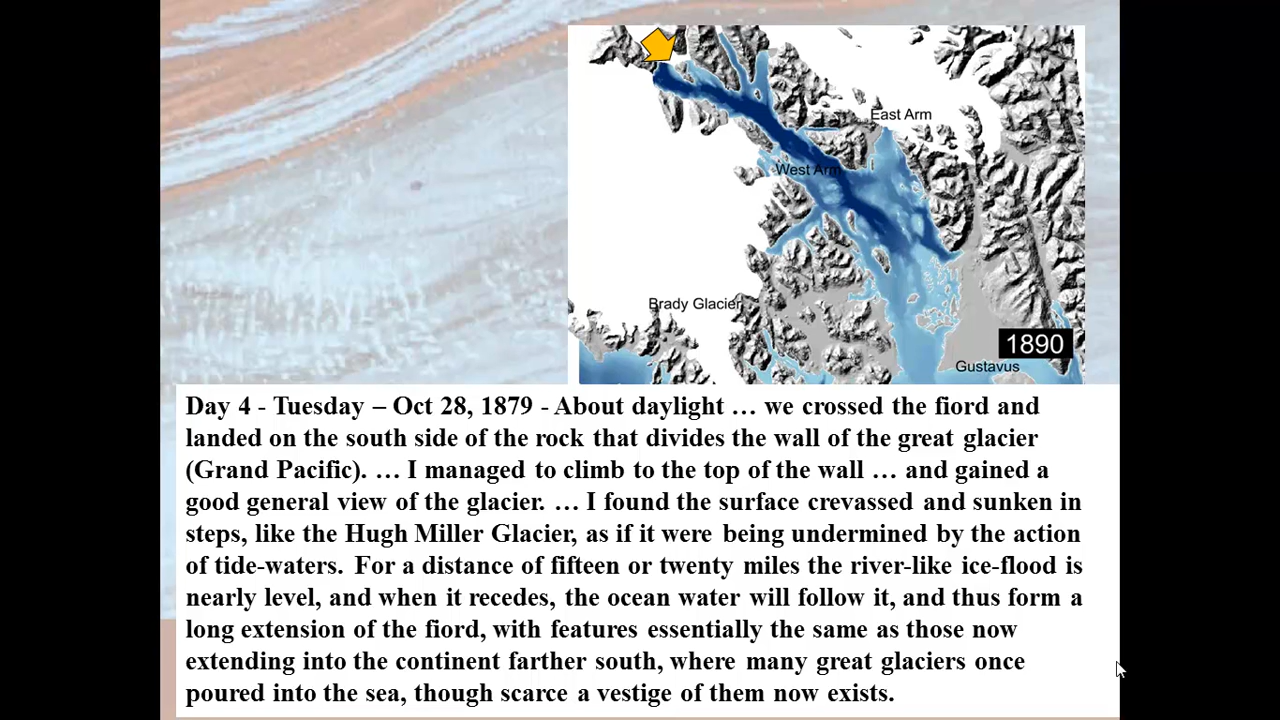 East Arm
West Arm
Brady Glacier
1890
Gustavus
Day 4 - Tuesday – Oct 28, 1879 - About daylight … we crossed the fiord and
landed on the south side of the rock that divides the wall of the great glacier
(Grand Pacific). … I managed to climb to the top of the wall … and gained a
good general view of the glacier. … I found the surface crevassed and sunken in
steps, like the Hugh Miller Glacier, as if it were being undermined by the action
of tide-waters. For a distance of fifteen or twenty miles the river-like ice-flood is
nearly level, and when it recedes, the ocean water will follow it, and thus form a
long extension of the fiord, with features essentially the same as those now
extending into the continent farther south, where many great glaciers once
poured into the sea, though scarce a vestige of them now exists.